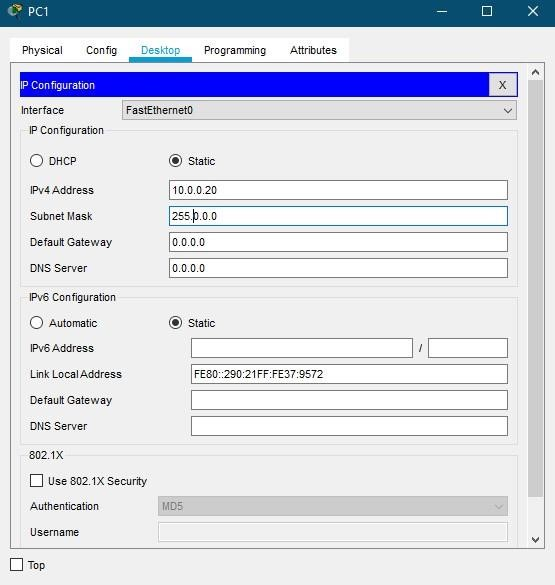 PC1
Physical Config Desktop Programming Attributes
IP Configuration X
Interface FastEthernet0
IP Configuration
DHCP Static
IPv4 Address 10.0.0.20
Subnet Mask 255.0.0.0
Default Gateway 0.0.0.0
DNS Server 0.0.0.0
IPv6 Configuration
Automatic Static
IPv6 Address /
Link Local Address FE80::290:21FF:FE37:9572
Default Gateway
DNS Server
802.1X
Use 802.1X Security
Authentication MD5
Username
Top